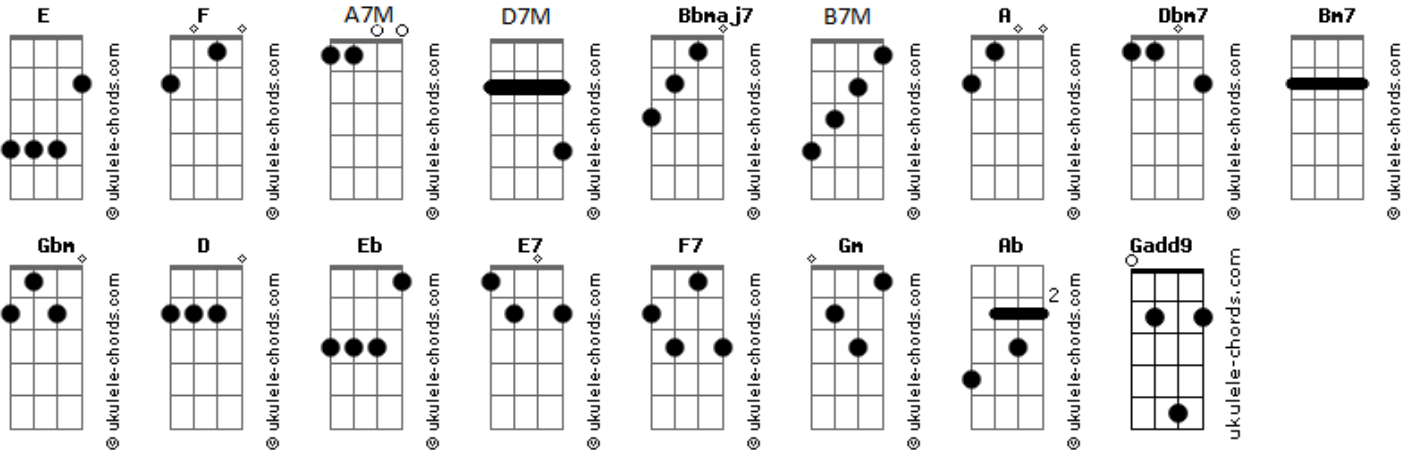 E F A7M D7M Bbmaj7 B7M A Dbm7 Bm7
© ukulele-chords.com © ukulele-chords.com © ukulele-chords.com © ukulele-chords.com © ukulele-chords.com © ukulele-chords.com © ukulele-chords.com © ukulele-chords.com © ukulele-chords.com
Gbm D Eb E7 F7 Gm Ab Gadd9
2
© ukulele-chords.com © ukulele-chords.com © ukulele-chords.com © ukulele-chords.com © ukulele-chords.com © ukulele-chords.com © ukulele-chords.com ukulele-chords.com